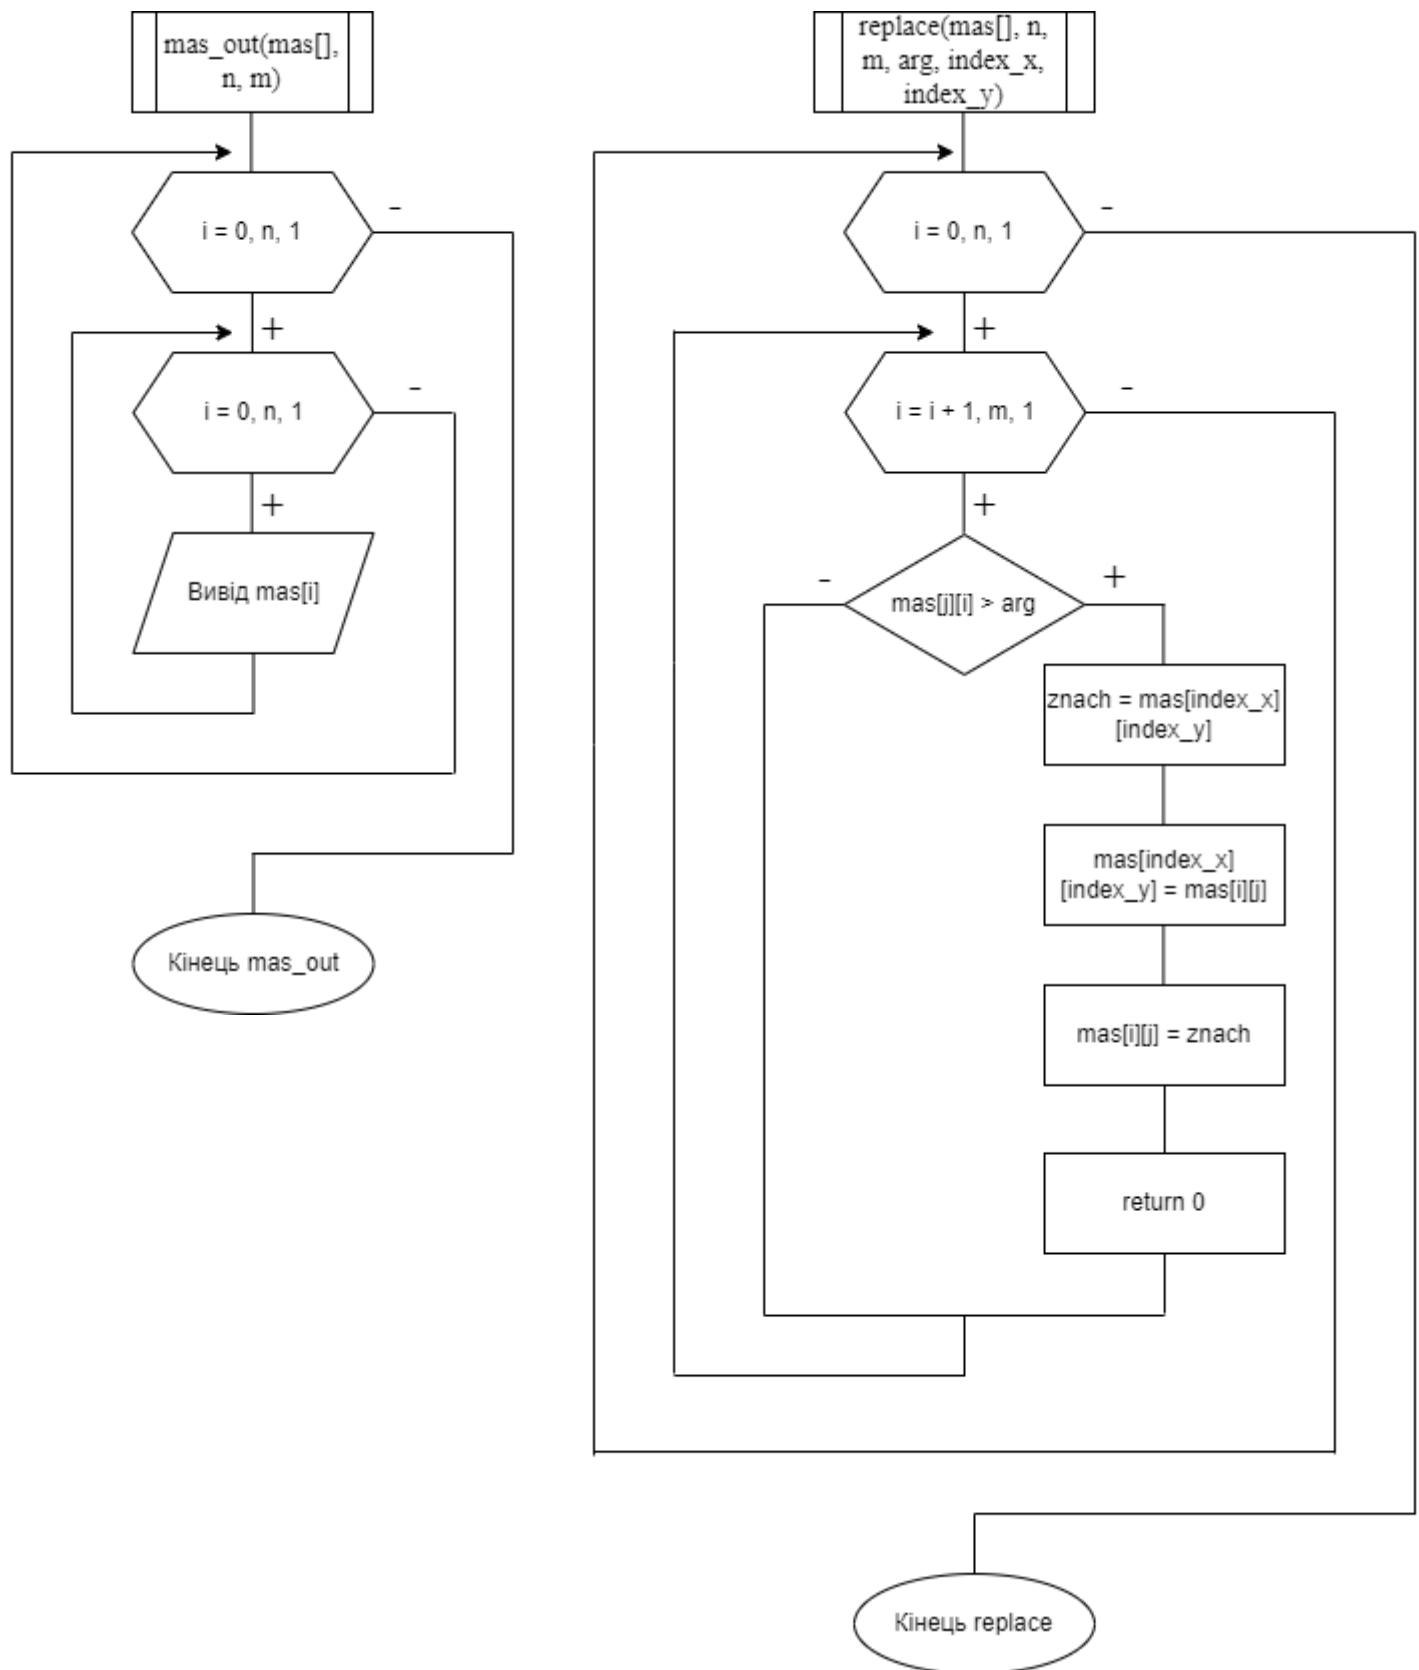 mas_out(mas[],
n, m)
i = 0, n, 1
-
+
i = 0, n, 1
-
+
Вивід mas[i]
Кінець mas_out
replace(mas[], n,
m, arg, index_x,
index_y)
i = 0, n, 1
-
+
i = i + 1, m, 1
-
+
-
mas[j][i] > arg
+
znach = mas[index_x]
[index_y]
mas[index_x]
[index_y] = mas[i][j]
mas[i][j] = znach
return 0
Кінець replace